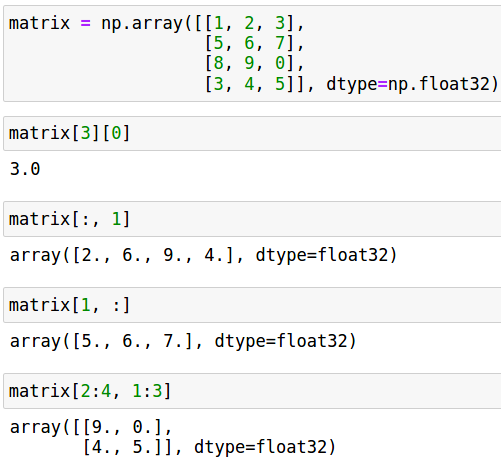 matrix = np.array([[1, 2, 3],
                   [5, 6, 7],
                   [8, 9, 0],
                   [3, 4, 5]], dtype=np.float32)
matrix[3][0]
3.0
matrix[:, 1]
array([2., 6., 9., 4.], dtype=float32)
matrix[1, :]
array([5., 6., 7.], dtype=float32)
matrix[2:4, 1:3]
array([[9., 0.],
       [4., 5.]], dtype=float32)